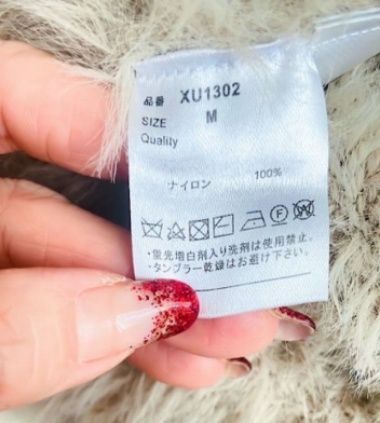 品番 XU1302
SIZE M
Quality
ナイロン 100%
F W
・蛍光増白剤入り洗剤は使用禁止。
・タンブラー乾燥はお避け下さい。